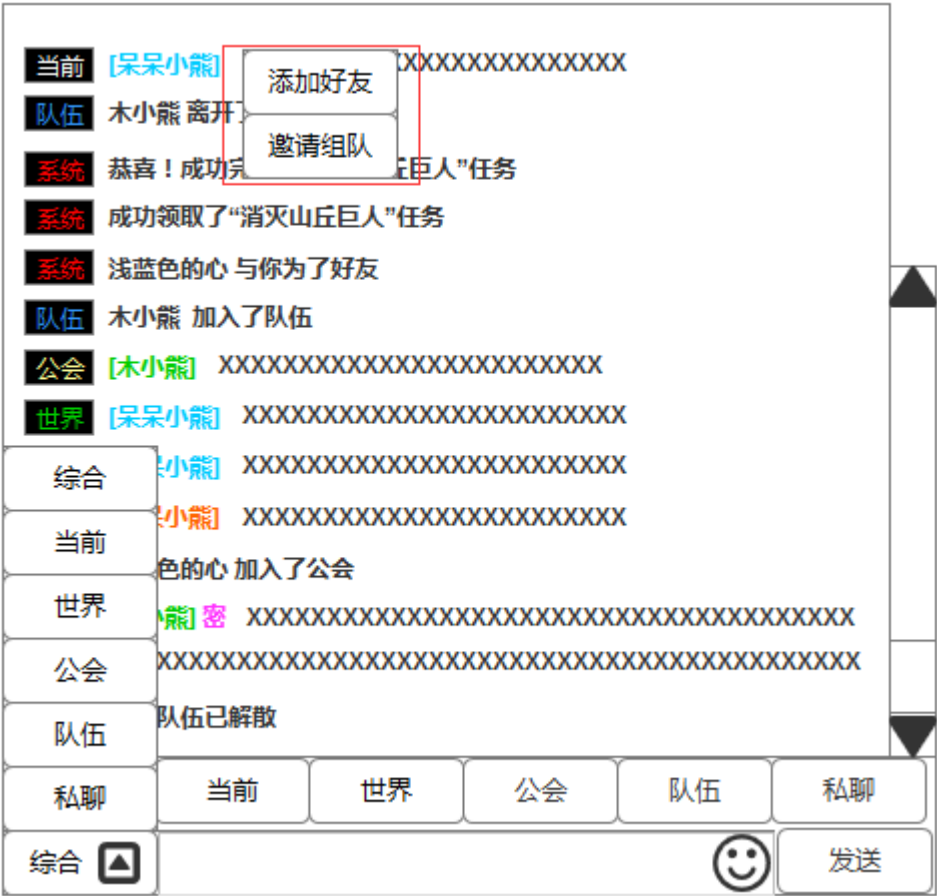 当前 [呆呆小熊] XXXXXXXXXXXXXXX
添加好友
队伍 木小熊 离开了
邀请组队
系统 恭喜！成功完 丘巨人”任务
系统 成功领取了“消灭山丘巨人”任务
系统 浅蓝色的心 与你为了好友
队伍 木小熊 加入了队伍
公会 [木小熊] XXXXXXXXXXXXXXXXXXXXXXXX
世界 [呆呆小熊] XXXXXXXXXXXXXXXXXXXXXXXX
小熊] XXXXXXXXXXXXXXXXXXXXXXXX
综合
小熊] XXXXXXXXXXXXXXXXXXXXXXXX
当前
色的心 加入了公会
世界
熊] 密 XXXXXXXXXXXXXXXXXXXXXXXXXXXXXXXXXXXXXX
公会 XXXXXXXXXXXXXXXXXXXXXXXXXXXXXXXXXXXXXXXXXXXX
队伍 队伍已解散
私聊 当前 世界 公会 队伍 私聊
综合 发送